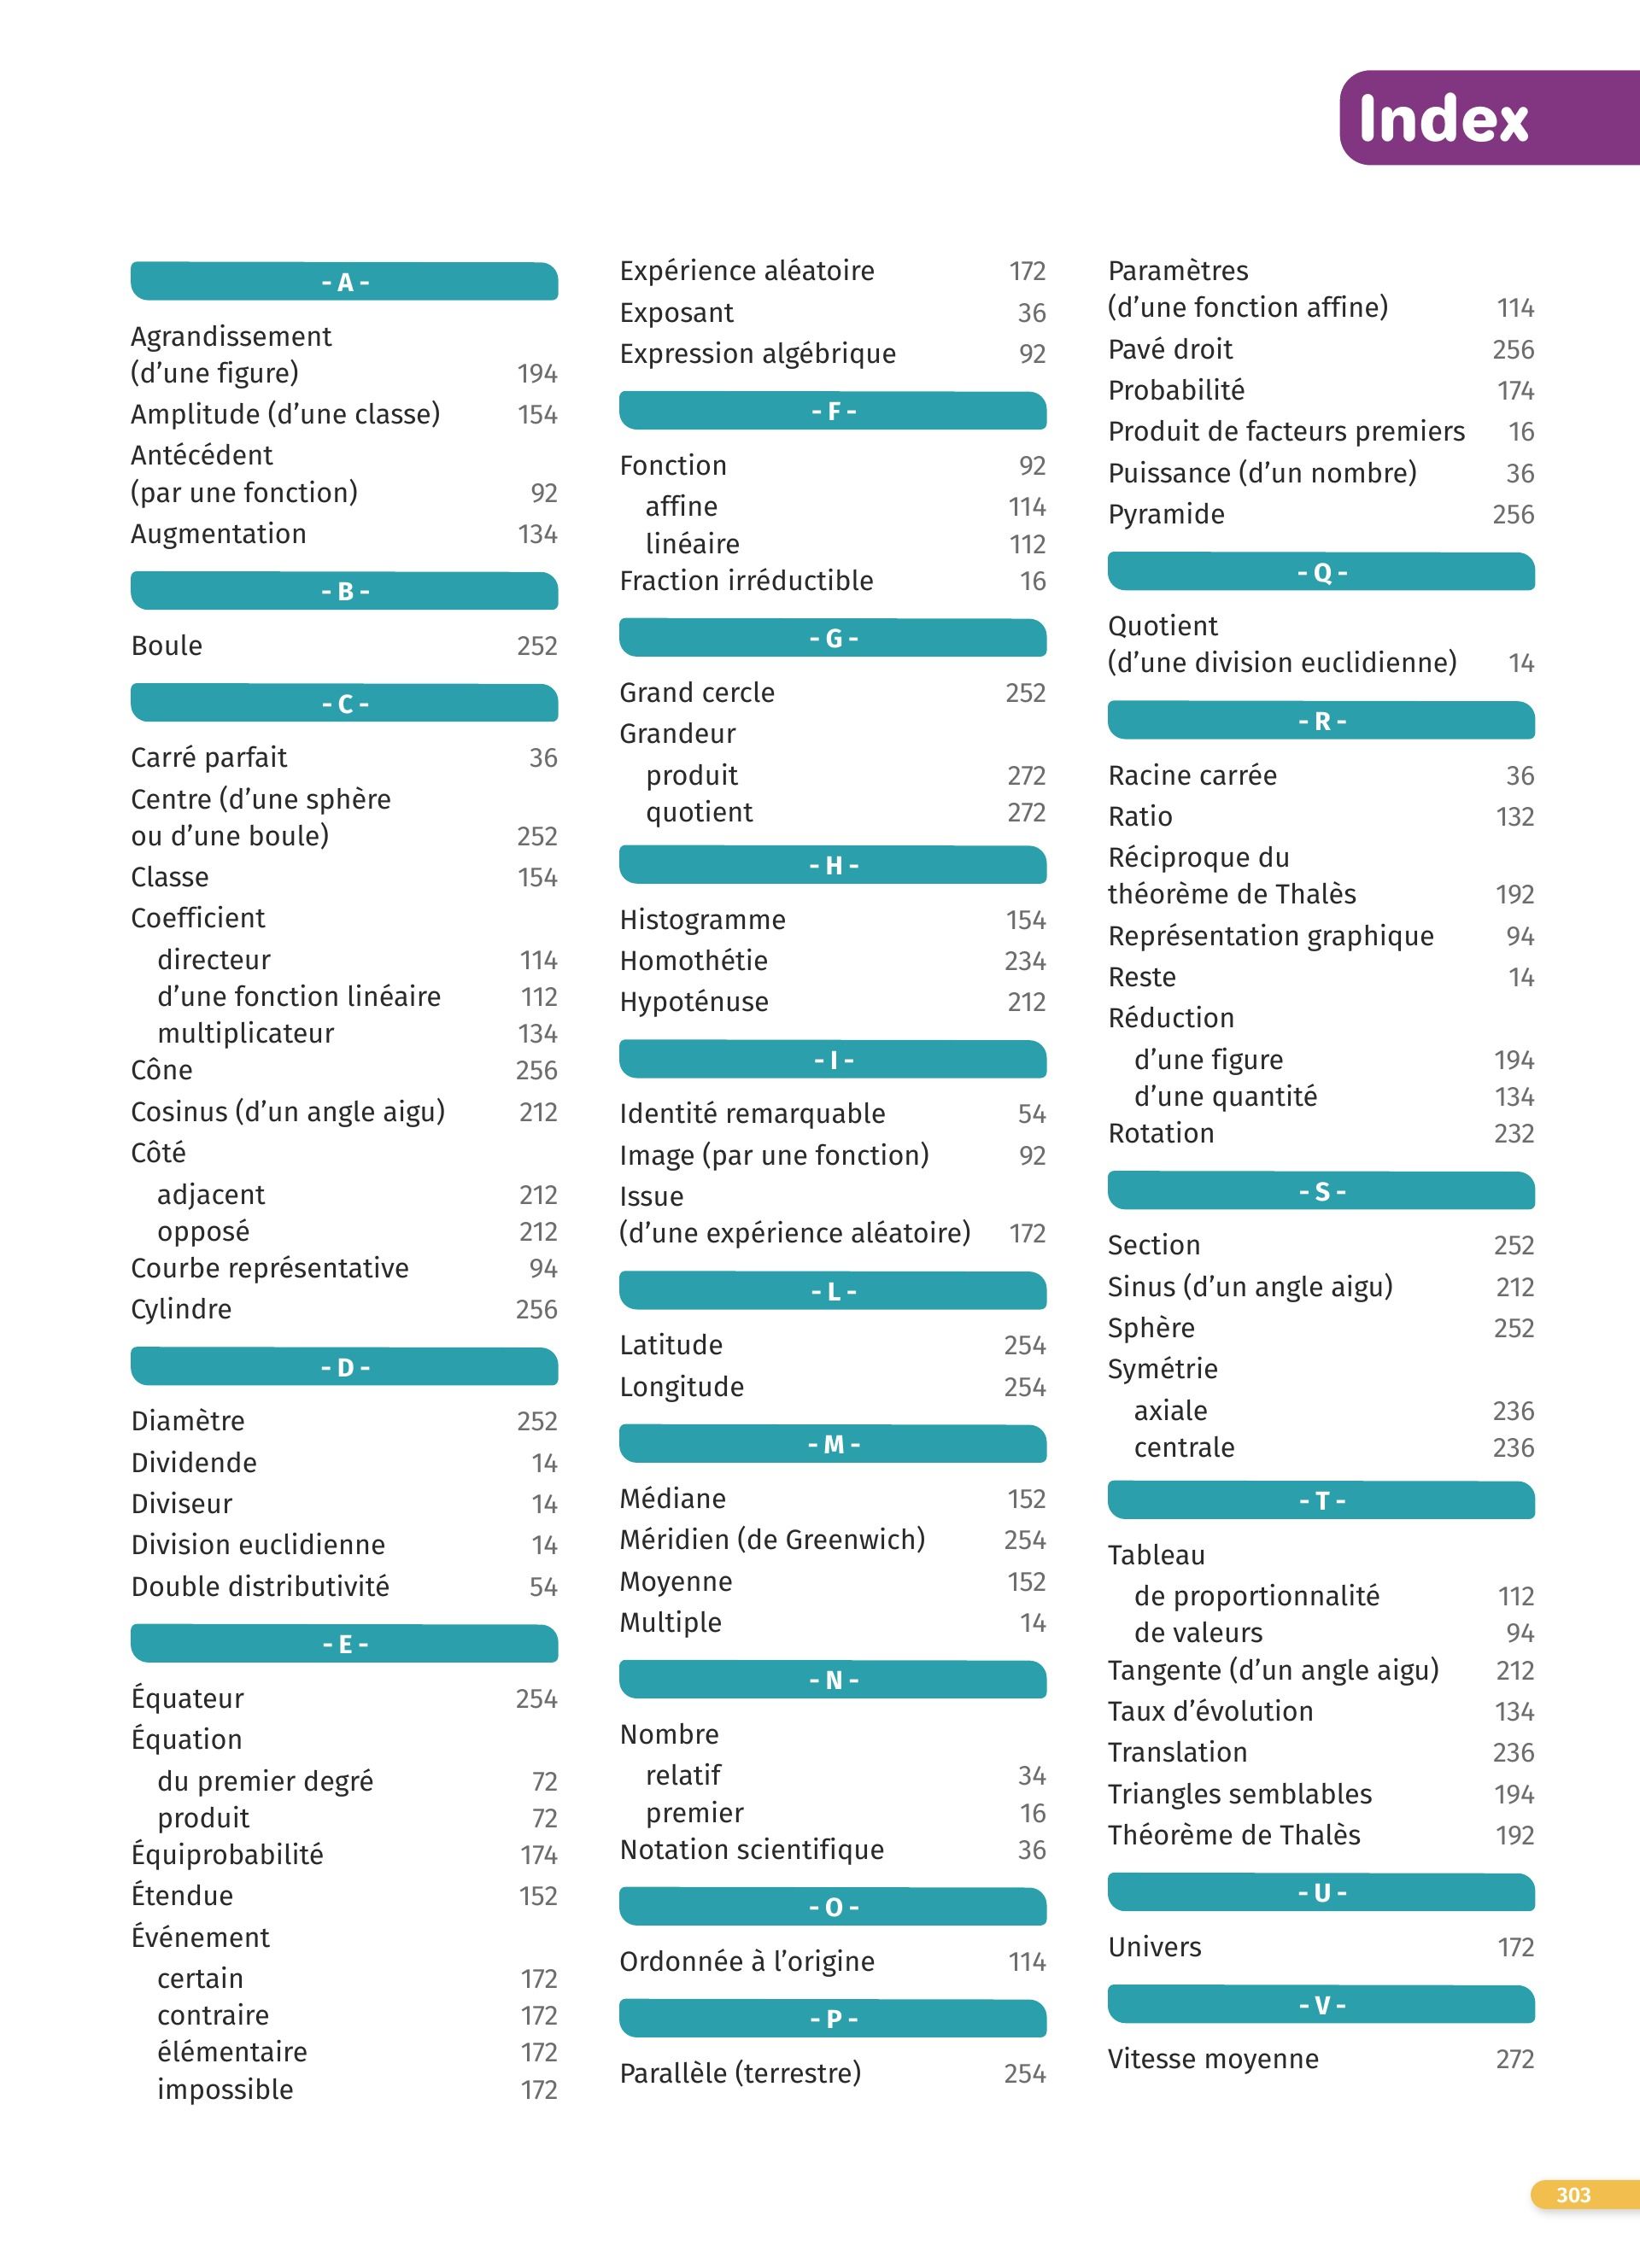 Index
- A -
Agrandissement
(d’une figure) 194
Amplitude (d’une classe) 154
Antécédent
(par une fonction) 92
Augmentation 134
- B -
Boule 252
- C -
Carré parfait 36
Centre (d’une sphère
ou d’une boule) 252
Classe 154
Coefficient
directeur 114
d’une fonction linéaire 112
multiplicateur 134
Cône 256
Cosinus (d’un angle aigu) 212
Côté
adjacent 212
opposé 212
Courbe représentative 94
Cylindre 256
- D -
Diamètre 252
Dividende 14
Diviseur 14
Division euclidienne 14
Double distributivité 54
- E -
Équateur 254
Équation
du premier degré 72
produit 72
Équiprobabilité 174
Étendue 152
Événement
certain 172
contraire 172
élémentaire 172
impossible 172
Expérience aléatoire 172
Exposant 36
Expression algébrique 92
- F -
Fonction 92
affine 114
linéaire 112
Fraction irréductible 16
- G -
Grand cercle 252
Grandeur
produit 272
quotient 272
- H -
Histogramme 154
Homothétie 234
Hypoténuse 212
- I -
Identité remarquable 54
Image (par une fonction) 92
Issue
(d’une expérience aléatoire) 172
- L -
Latitude 254
Longitude 254
- M -
Médiane 152
Méridien (de Greenwich) 254
Moyenne 152
Multiple 14
- N -
Nombre
relatif 34
premier 16
Notation scientifique 36
- O -
Ordonnée à l’origine 114
- P -
Parallèle (terrestre) 254
Paramètres
(d’une fonction affine) 114
Pavé droit 256
Probabilité 174
Produit de facteurs premiers 16
Puissance (d’un nombre) 36
Pyramide 256
- Q -
Quotient
(d’une division euclidienne) 14
- R -
Racine carrée 36
Ratio 132
Réciproque du
théorème de Thalès 192
Représentation graphique 94
Reste 14
Réduction
d’une figure 194
d’une quantité 134
Rotation 232
- S -
Section 252
Sinus (d’un angle aigu) 212
Sphère 252
Symétrie
axiale 236
centrale 236
- T -
Tableau
de proportionnalité 112
de valeurs 94
Tangente (d’un angle aigu) 212
Taux d’évolution 134
Translation 236
Triangles semblables 194
Théorème de Thalès 192
- U -
Univers 172
- V -
Vitesse moyenne 272
303